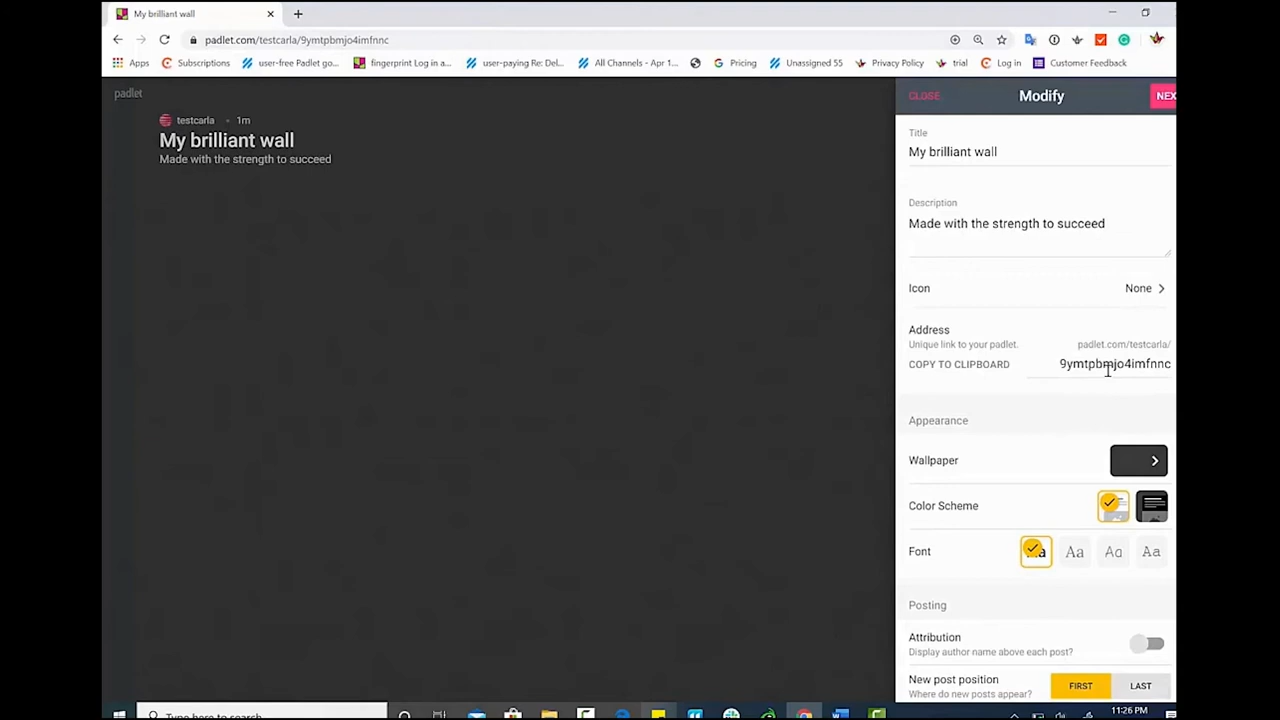 My brilliant wall
padlet.com/testcarla/9ymtpbmjo4imfnnc
Apps
Subscriptions
user-free Padlet go...
fingerprint Log in a...
user-paying Re: Del...
All Channels - Apr 1...
Pricing
Unassigned 55
Privacy Policy
trial
Log in
Customer Feedback
padlet
testcarla • 1m
My brilliant wall
Made with the strength to succeed
CLOSE
Modify
NEX
Title
My brilliant wall
Description
Made with the strength to succeed
Icon
None
Address
Unique link to your padlet.
padlet.com/testcarla/
COPY TO CLIPBOARD
9ymtpbmjo4imfnnc
Appearance
Wallpaper
Color Scheme
Font
Aa Aa Aa
Posting
Attribution
Display author name above each post?
New post position
Where do new posts appear?
FIRST
LAST
Type here to search
11:26 PM